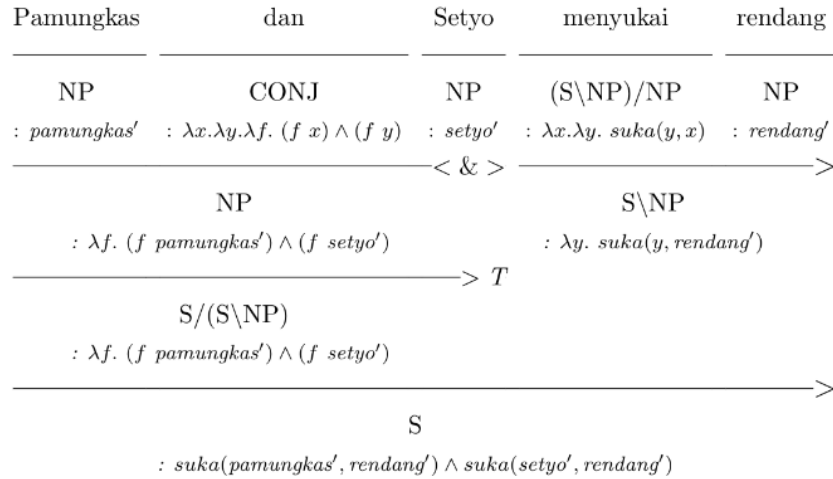 Pamungkas dan Setyo menyukai rendang
NP CONJ NP (S\NP)/NP NP
: pamungkas′ : λx.λy.λf. (f x) ∧ (f y) : setyo′ : λx.λy. suka(y, x) : rendang′
< & > >
NP S\NP
: λf. (f pamungkas′) ∧ (f setyo′) : λy. suka(y, rendang′)
> T
S/(S\NP)
: λf. (f pamungkas′) ∧ (f setyo′)
>
S
: suka(pamungkas′, rendang′) ∧ suka(setyo′, rendang′)